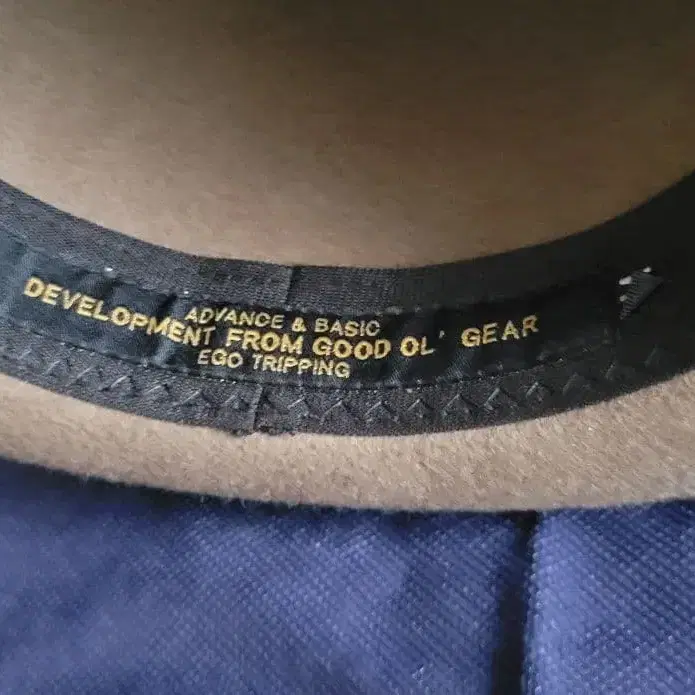 ADVANCE & BASIC
DEVELOPMENT FROM GOOD OL' GEAR
EGO TRIPPING